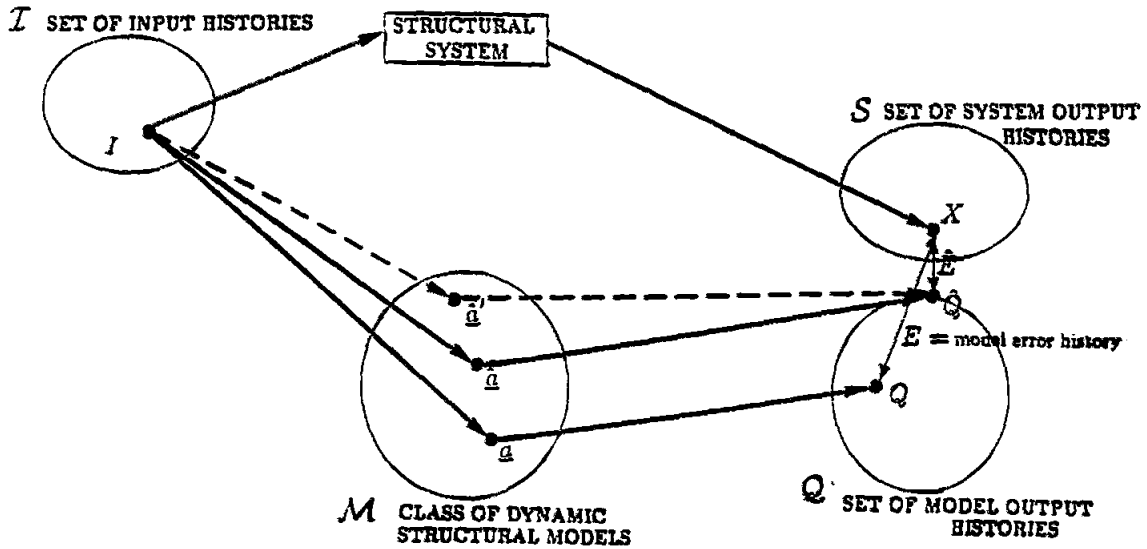 ℐ SET OF INPUT HISTORIES
STRUCTURAL
SYSTEM
I
𝒮 SET OF SYSTEM OUTPUT
HISTORIES
X
Ê
Q̂
â'
E = model error history
â
Q
a
ℳ CLASS OF DYNAMIC
STRUCTURAL MODELS
𝒬 SET OF MODEL OUTPUT
HISTORIES